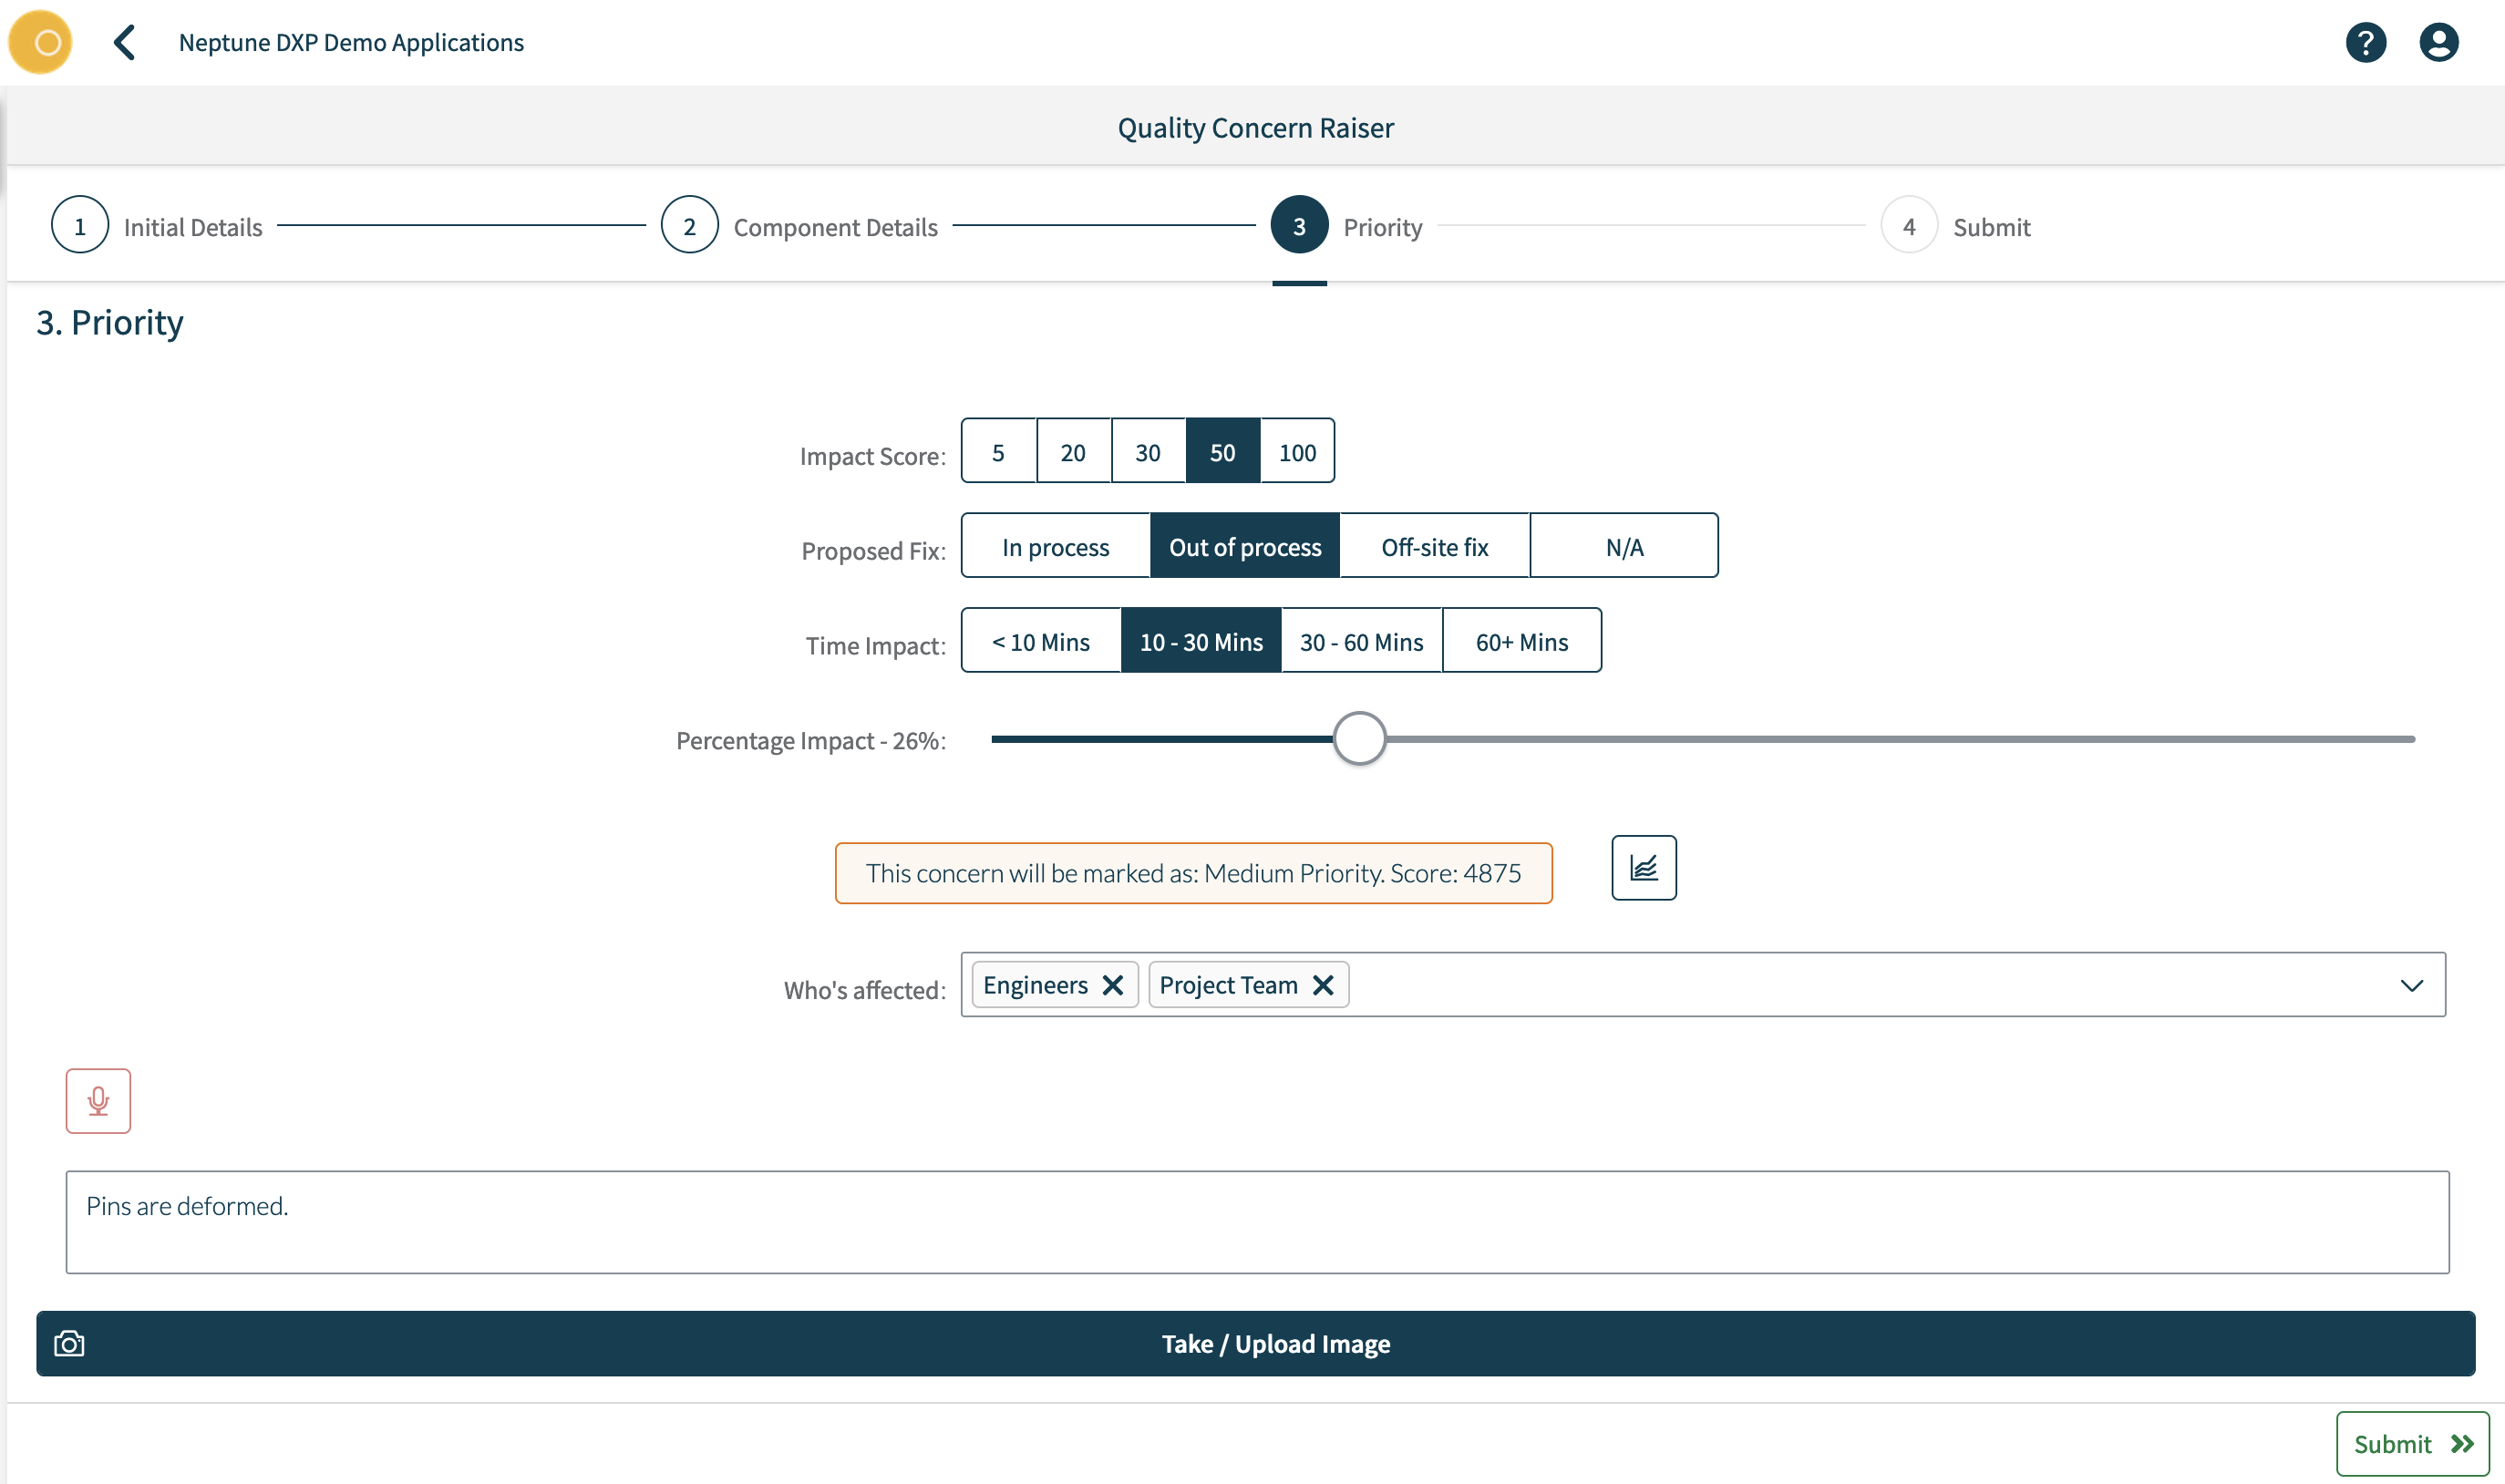 Neptune DXP Demo Applications
?
Quality Concern Raiser
1 Initial Details 2 Component Details 3 Priority 4 Submit
3. Priority
Impact Score: 5 20 30 50 100
Proposed Fix: In process Out of process Off-site fix N/A
Time Impact: < 10 Mins 10 - 30 Mins 30 - 60 Mins 60+ Mins
Percentage Impact - 26%:
This concern will be marked as: Medium Priority. Score: 4875
Who's affected: Engineers Project Team
Pins are deformed.
Take / Upload Image
Submit